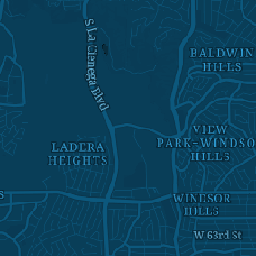 S La Cienega Blvd
BALDWIN
HILLS
VIEW
PARK-WINDSO
HILLS
LADERA
HEIGHTS
WINDSOR
HILLS
W 63rd St